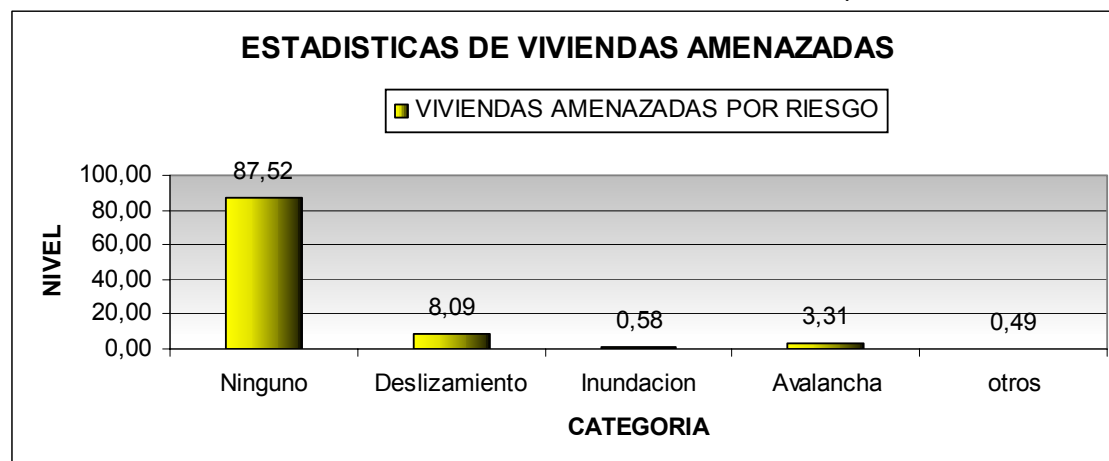 ESTADISTICAS DE VIVIENDAS AMENAZADAS
VIVIENDAS AMENAZADAS POR RIESGO
NIVEL
100,00
80,00
60,00
40,00
20,00
0,00
87,52
8,09
0,58
3,31
0,49
Ninguno
Deslizamiento
Inundacion
Avalancha
otros
CATEGORIA